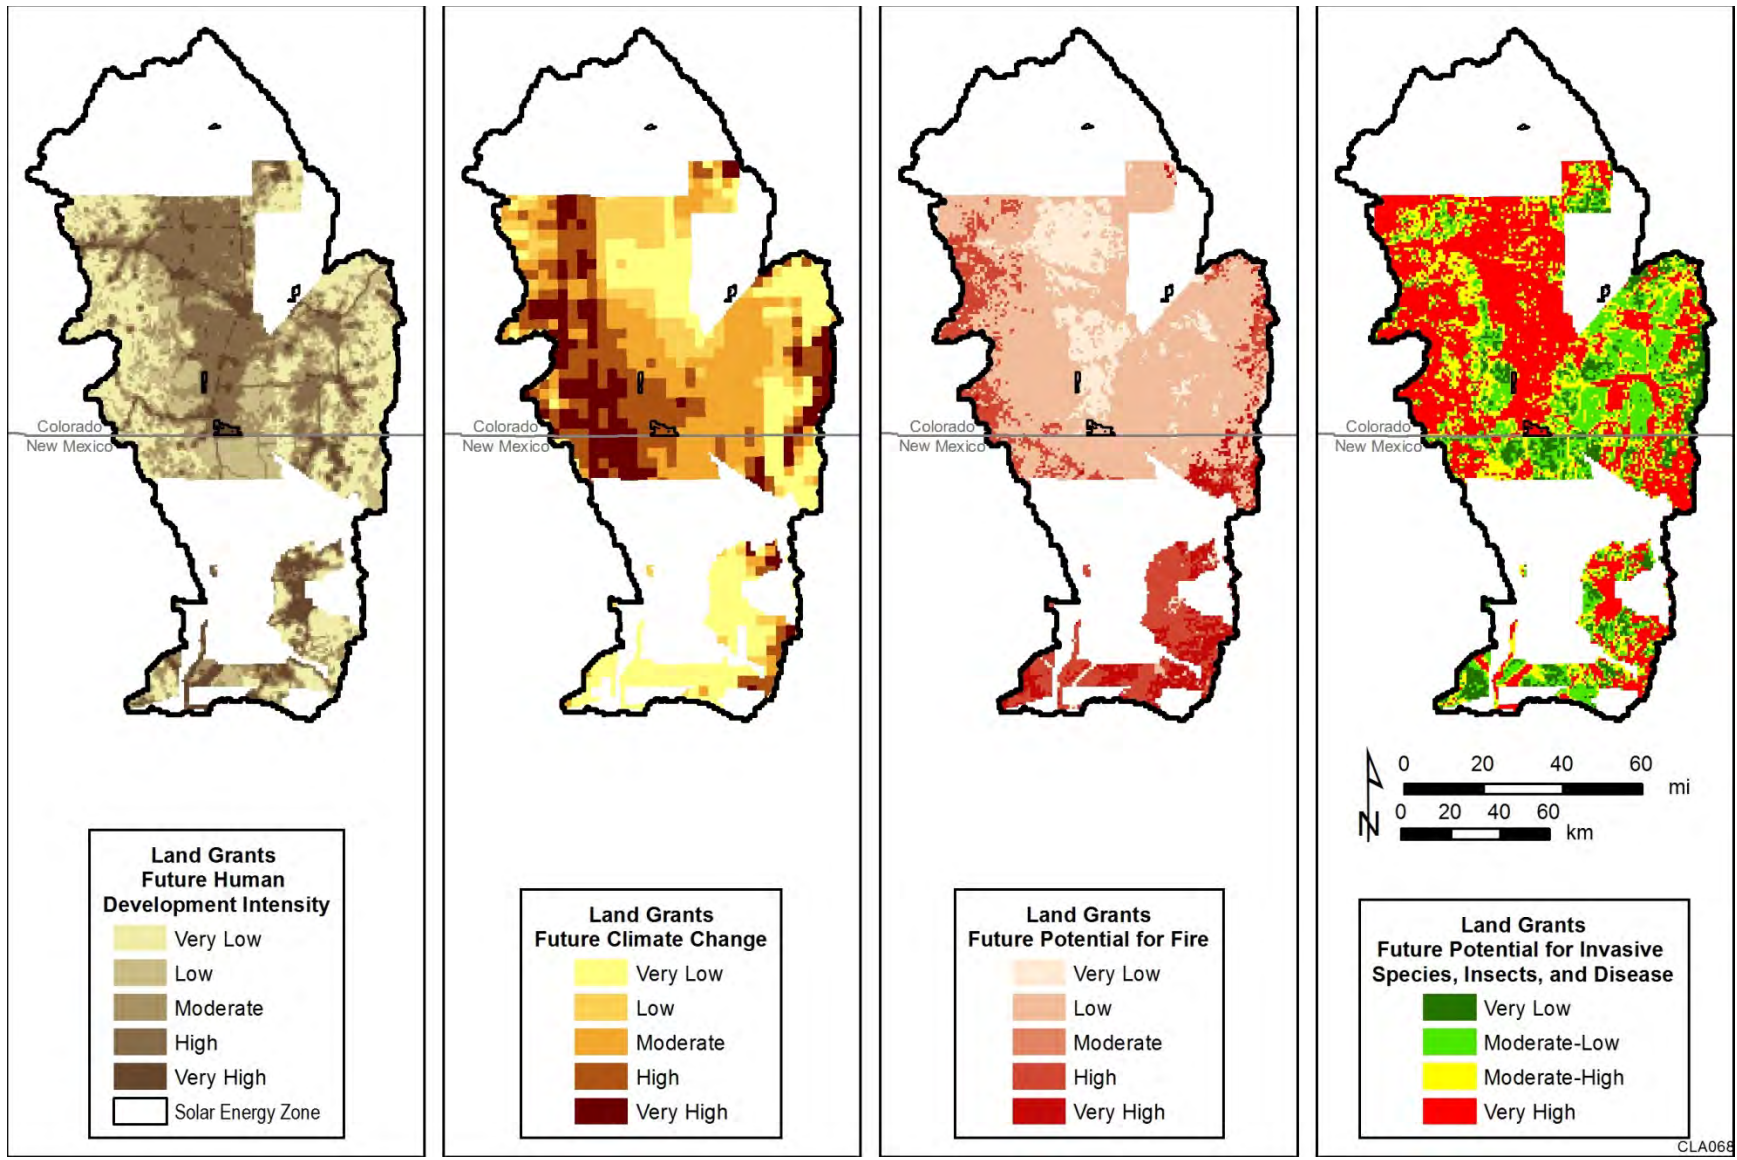 Colorado
New Mexico
Land Grants
Future Human
Development Intensity
Very Low
Low
Moderate
High
Very High
Solar Energy Zone
Colorado
New Mexico
Land Grants
Future Climate Change
Very Low
Low
Moderate
High
Very High
Colorado
New Mexico
Land Grants
Future Potential for Fire
Very Low
Low
Moderate
High
Very High
Colorado
New Mexico
0 20 40 60
mi
0 20 40 60
km
N
Land Grants
Future Potential for Invasive
Species, Insects, and Disease
Very Low
Moderate-Low
Moderate-High
Very High
CLA068